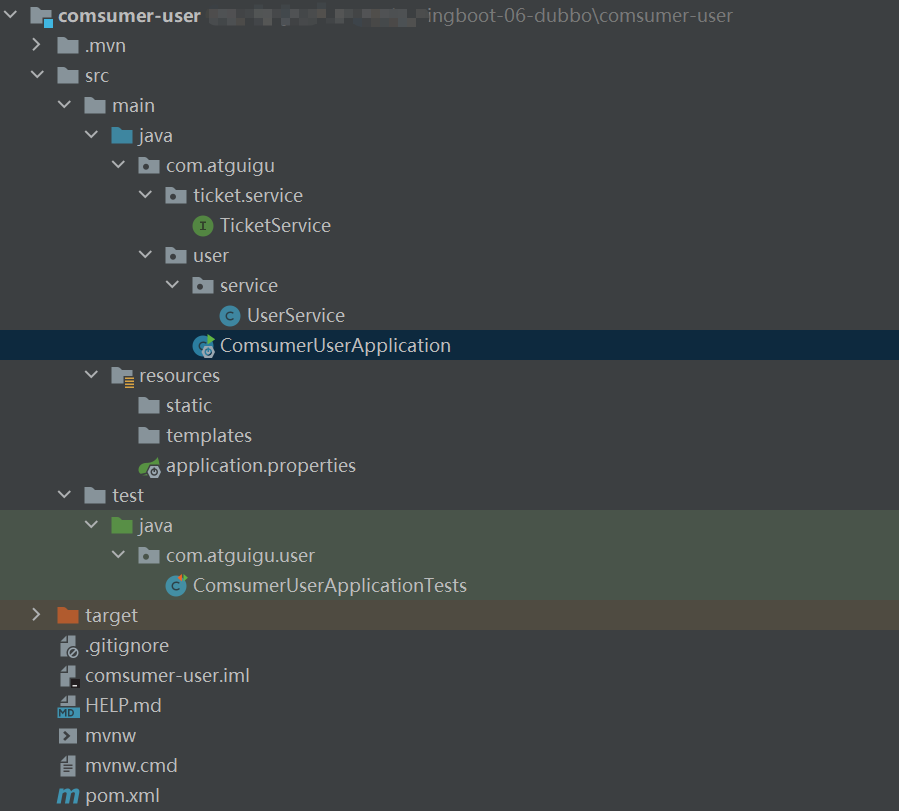 comsumer-user ingboot-06-dubbo\comsumer-user
.mvn
src
main
java
com.atguigu
ticket.service
I TicketService
user
service
C UserService
ComsumerUserApplication
resources
static
templates
application.properties
test
java
com.atguigu.user
C ComsumerUserApplicationTests
target
.gitignore
comsumer-user.iml
MD HELP.md
mvnw
mvnw.cmd
m pom.xml